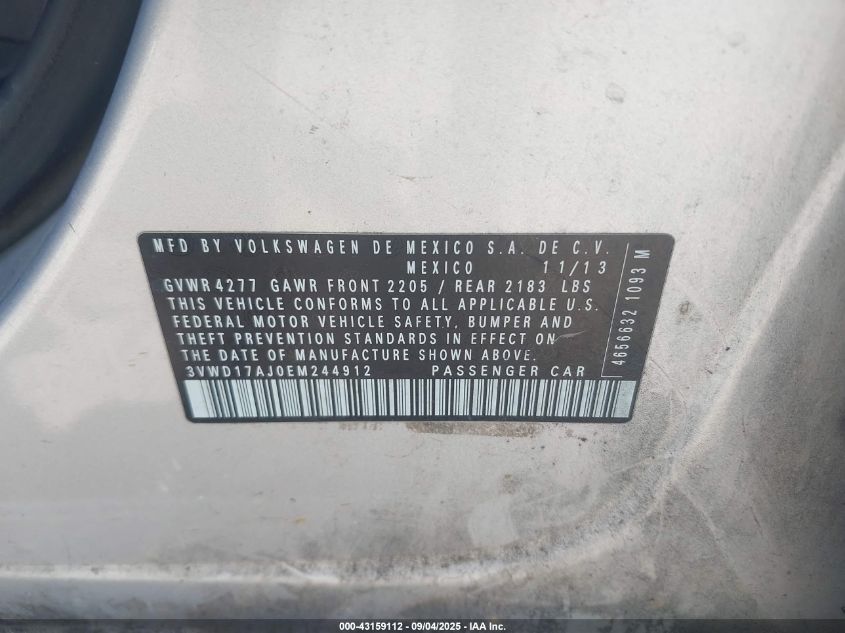 MFD BY VOLKSWAGEN DE MEXICO S.A. DE C.V.
MEXICO 11/13
GVWR 4277 GAWR FRONT 2205 / REAR 2183 LBS
THIS VEHICLE CONFORMS TO ALL APPLICABLE U.S.
FEDERAL MOTOR VEHICLE SAFETY, BUMPER AND
THEFT PREVENTION STANDARDS IN EFFECT ON
THE DATE OF MANUFACTURE SHOWN ABOVE.
3VWD17AJ0EM244912 PASSENGER CAR
4656632 1093 M
000-43159112 - 09/04/2025 - IAA Inc.